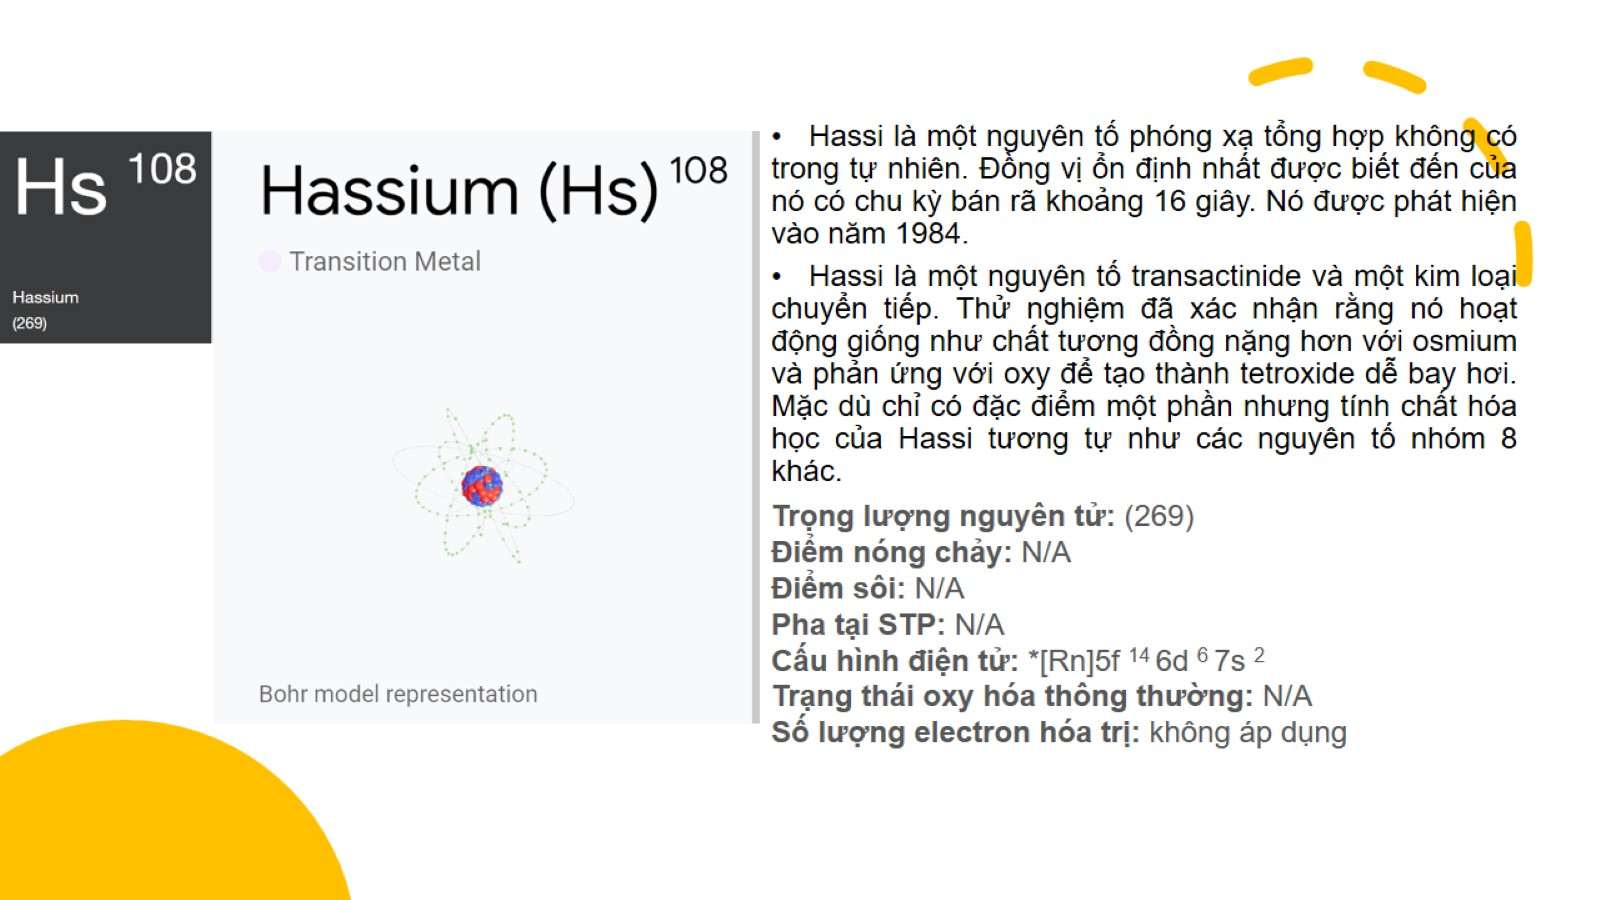 Hs 108
Hassium
(269)
Hassium (Hs) 108
Transition Metal
Bohr model representation
• Hassi là một nguyên tố phóng xạ tổng hợp không có
trong tự nhiên. Đồng vị ổn định nhất được biết đến của
nó có chu kỳ bán rã khoảng 16 giây. Nó được phát hiện
vào năm 1984.
• Hassi là một nguyên tố transactinide và một kim loại
chuyển tiếp. Thử nghiệm đã xác nhận rằng nó hoạt
động giống như chất tương đồng nặng hơn với osmium
và phản ứng với oxy để tạo thành tetroxide dễ bay hơi.
Mặc dù chỉ có đặc điểm một phần nhưng tính chất hóa
học của Hassi tương tự như các nguyên tố nhóm 8
khác.
Trọng lượng nguyên tử: (269)
Điểm nóng chảy: N/A
Điểm sôi: N/A
Pha tại STP: N/A
Cấu hình điện tử: *[Rn]5f 14 6d 6 7s 2
Trạng thái oxy hóa thông thường: N/A
Số lượng electron hóa trị: không áp dụng